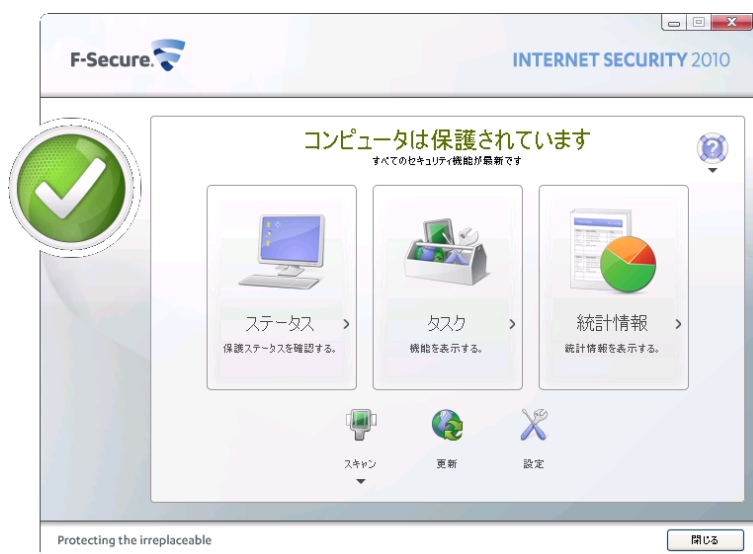 F-Secure.
INTERNET SECURITY 2010
コンピュータは保護されています
すべてのセキュリティ機能が最新です
ステータス
保護ステータスを確認する。
タスク
機能を表示する。
統計情報
統計情報を表示する。
スキャン
更新
設定
Protecting the irreplaceable
閉じる